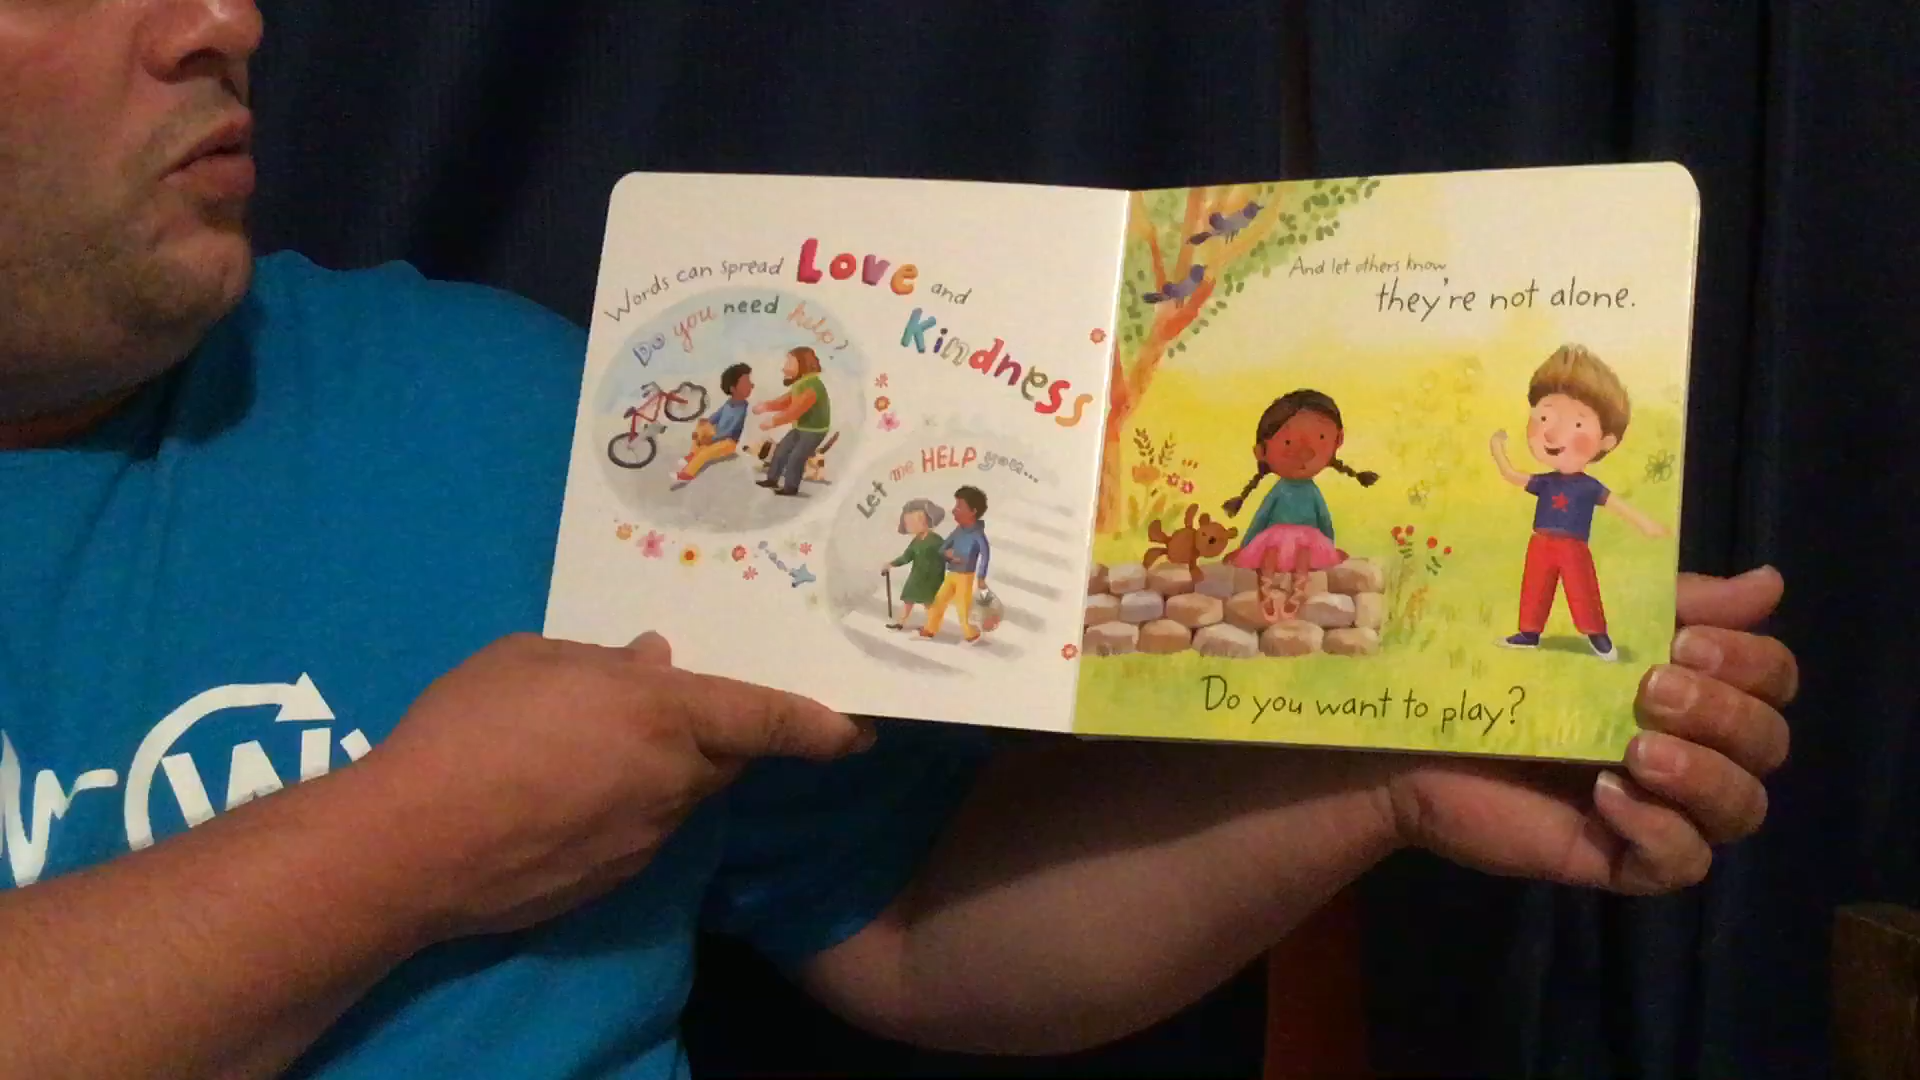 Words can spread Love and
Kindness
Do you need help?
Let me HELP you...
And let others know
they're not alone.
Do you want to play?